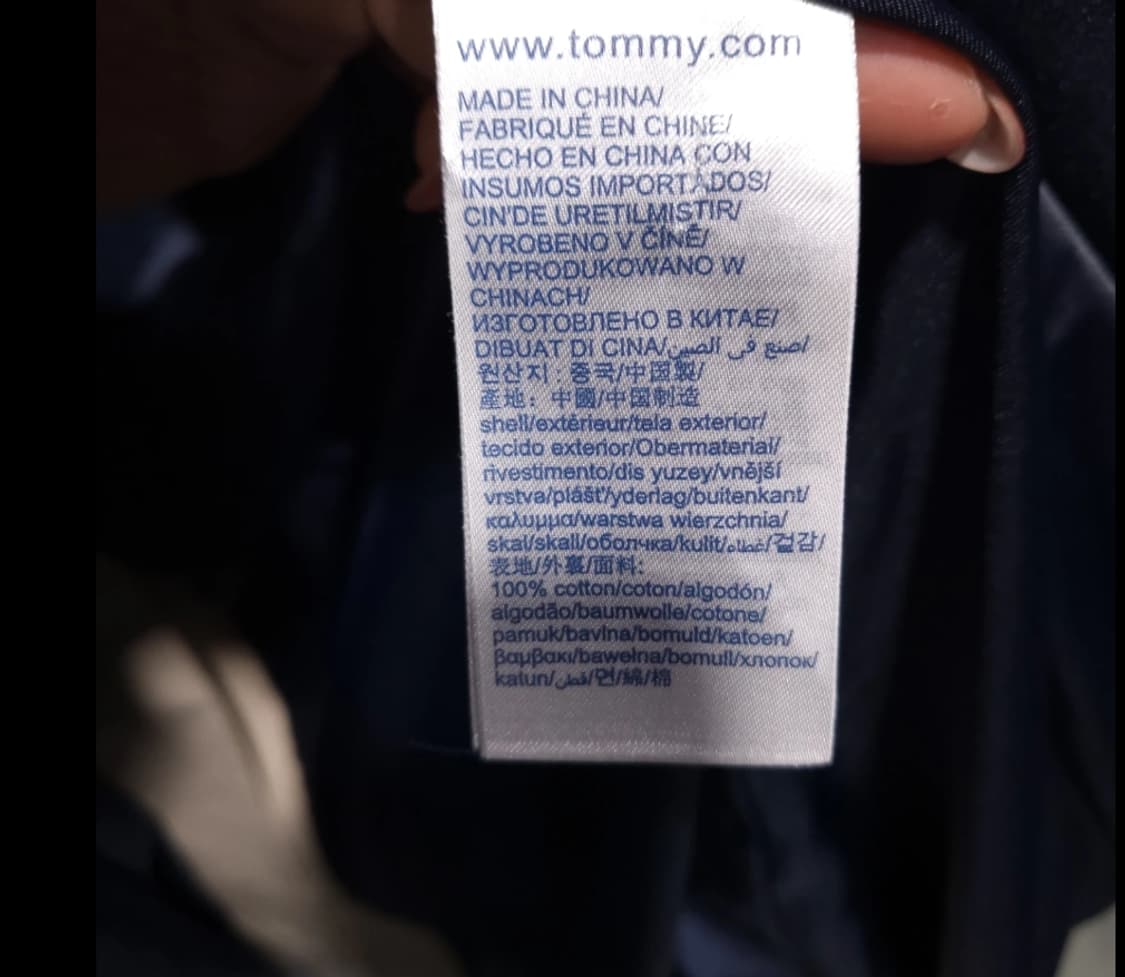 www.tommy.com
MADE IN CHINA/
FABRIQUÉ EN CHINE/
HECHO EN CHINA CON
INSUMOS IMPORTADOS/
CIN'DE URETILMISTIR/
VYROBENO V ČÍNĚ/
WYPRODUKOWANO W
CHINACH/
ИЗГОТОВЛЕНО В КИТАЕ/
DIBUAT DI CINA/صنع في الصين/
원산지 : 중국/中国製/
產地: 中國/中国制造
shell/extérieur/tela exterior/
tecido exterior/Obermaterial/
rivestimento/dis yuzey/vnější
vrstva/plášť/yderlag/buitenkant/
καλυμμα/warstwa wierzchnia/
skal/skall/оболчка/kulit/غطاء/겉감/
表地/外裏/面料:
100% cotton/coton/algodón/
algodão/baumwolle/cotone/
pamuk/bavlna/bomuld/katoen/
βαμβακι/bawełna/bomull/хлопок/
katun/قطن/면/綿/棉